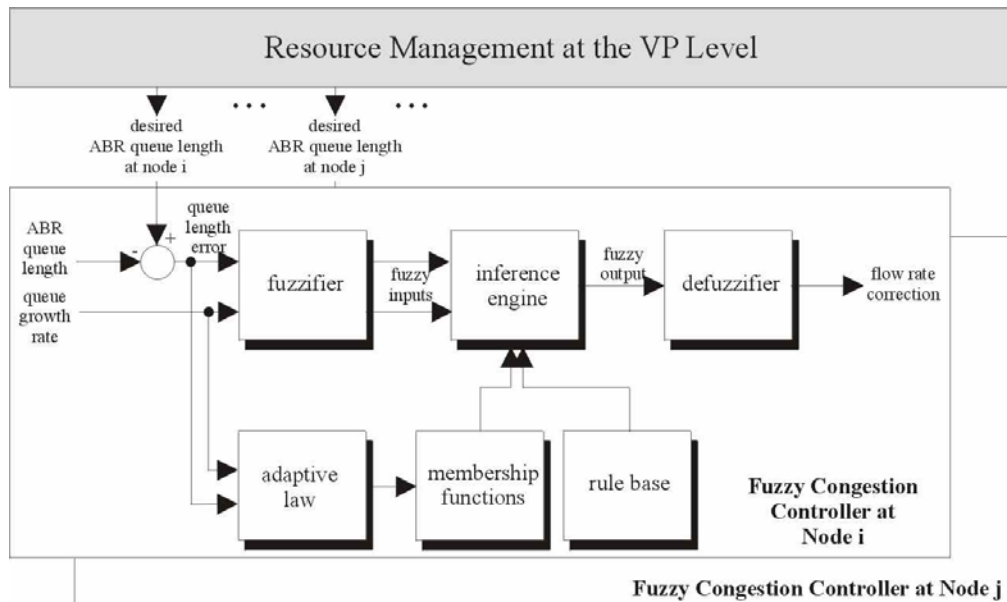 Resource Management at the VP Level
• • •
• • •
desired
ABR queue length
at node i
desired
ABR queue length
at node j
ABR
queue
length
-
+
queue
length
error
queue
growth
rate
fuzzifier
fuzzy
inputs
inference
engine
fuzzy
output
defuzzifier
flow rate
correction
adaptive
law
membership
functions
rule base
Fuzzy Congestion
Controller at
Node i
Fuzzy Congestion Controller at Node j